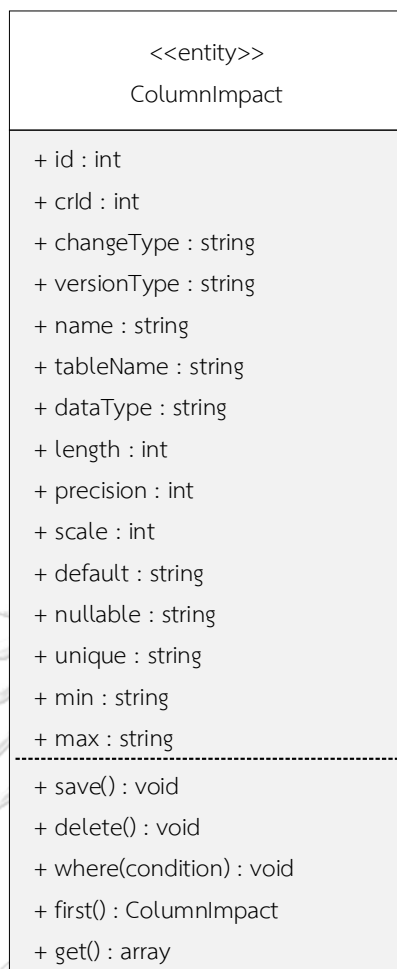 <<entity>>
ColumnImpact
+ id : int
+ crId : int
+ changeType : string
+ versionType : string
+ name : string
+ tableName : string
+ dataType : string
+ length : int
+ precision : int
+ scale : int
+ default : string
+ nullable : string
+ unique : string
+ min : string
+ max : string
+ save() : void
+ delete() : void
+ where(condition) : void
+ first() : ColumnImpact
+ get() : array